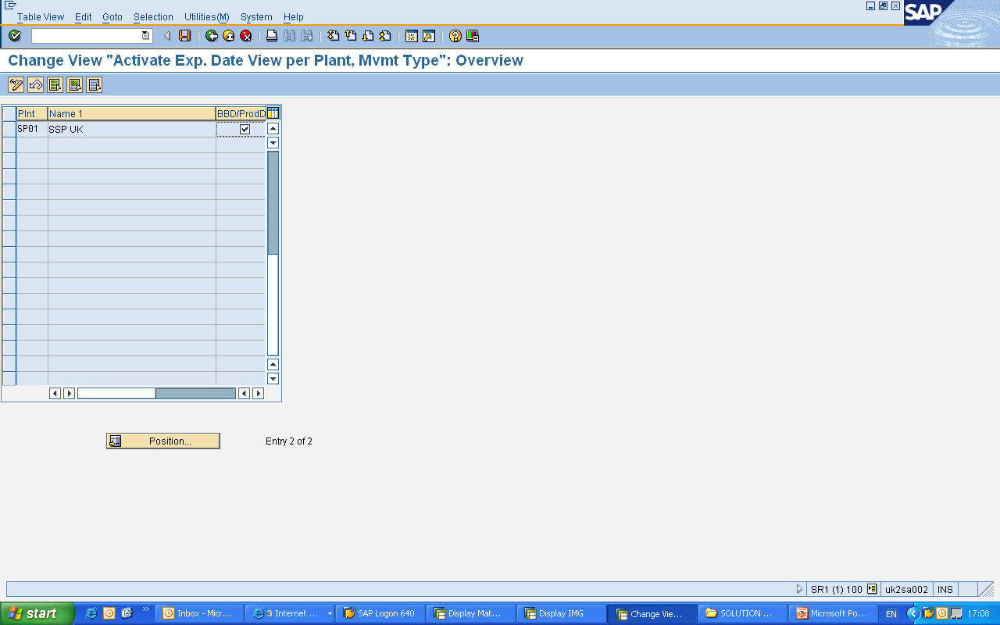 Table View Edit Goto Selection Utilities(M) System Help
SAP
Change View "Activate Exp. Date View per Plant, Mvmt Type": Overview
Plnt Name 1 BBD/ProdD
SP01 SSP UK
Position... Entry 2 of 2
SR1 (1) 100 uk2sa002 INS
start Inbox - Micr... 3 Internet ... SAP Logon 640 Display Mat... Display IMG Change Vie... SOLUTION ... Microsoft Po... EN 17:08